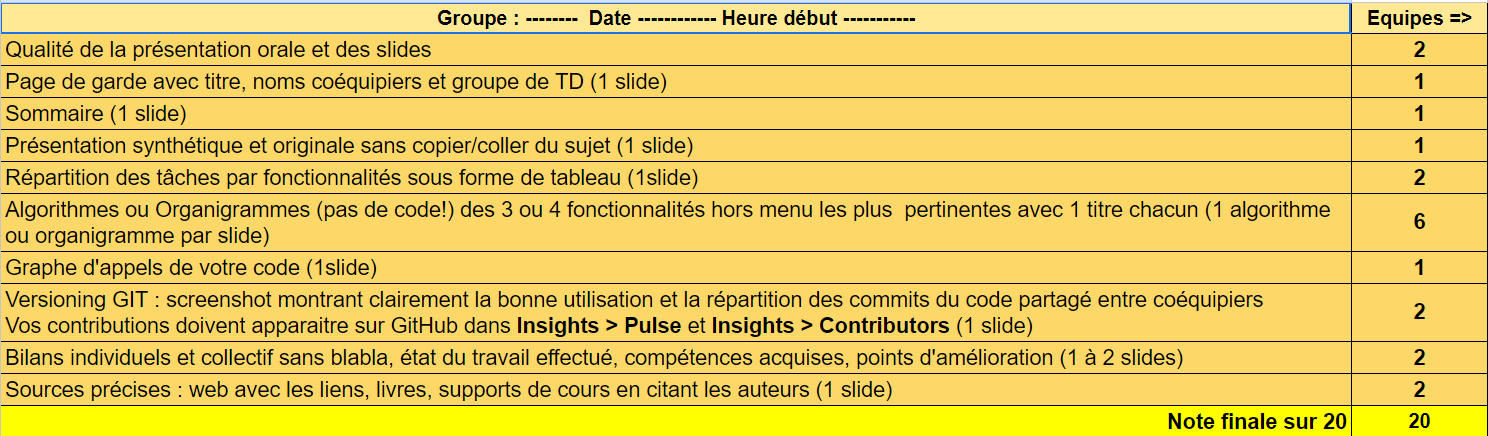 Groupe : -------- Date ------------ Heure début ----------- Equipes =>
Qualité de la présentation orale et des slides 2
Page de garde avec titre, noms coéquipiers et groupe de TD (1 slide) 1
Sommaire (1 slide) 1
Présentation synthétique et originale sans copier/coller du sujet (1 slide) 1
Répartition des tâches par fonctionnalités sous forme de tableau (1slide) 2
Algorithmes ou Organigrammes (pas de code!) des 3 ou 4 fonctionnalités hors menu les plus pertinentes avec 1 titre chacun (1 algorithme
ou organigramme par slide) 6
Graphe d'appels de votre code (1slide) 1
Versioning GIT : screenshot montrant clairement la bonne utilisation et la répartition des commits du code partagé entre coéquipiers
Vos contributions doivent apparaitre sur GitHub dans Insights > Pulse et Insights > Contributors (1 slide) 2
Bilans individuels et collectif sans blabla, état du travail effectué, compétences acquises, points d'amélioration (1 à 2 slides) 2
Sources précises : web avec les liens, livres, supports de cours en citant les auteurs (1 slide) 2
Note finale sur 20 20